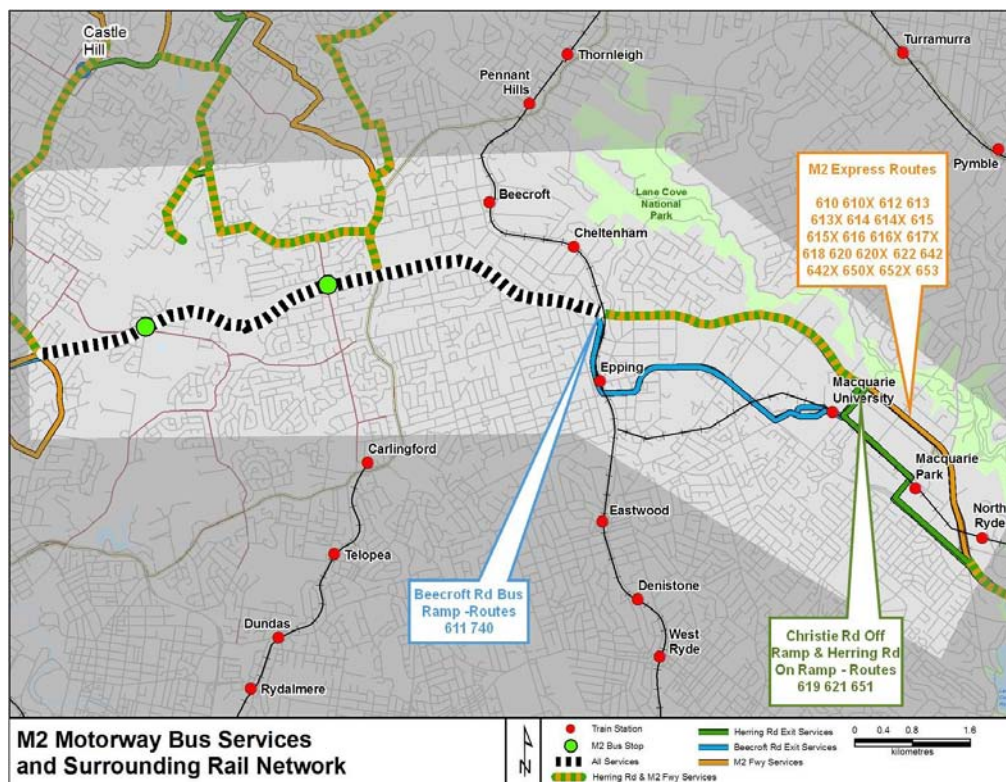 Castle
Hill
Thornleigh
Turramurra
Pennant
Hills
Pymble
M2 Express Routes
610 610X 612 613
613X 614 614X 615
615X 616 616X 617X
618 620 620X 622 642
642X 650X 652X 653
Beecroft
Lane Cove
National
Park
Cheltenham
Epping
Macquarie
University
Carlingford
Macquarie
Park
North
Ryde
Eastwood
Telopea
Beecroft Rd Bus
Ramp -Routes
611 740
Denistone
Dundas
West
Ryde
Christie Rd Off
Ramp & Herring Rd
On Ramp - Routes
619 621 651
Rydalmere
M2 Motorway Bus Services
and Surrounding Rail Network
N
Train Station
M2 Bus Stop
All Services
Herring Rd & M2 Fwy Services
Herring Rd Exit Services
Beecroft Rd Exit Services
M2 Fwy Services
0 0.4 0.8 1.6
kilometres